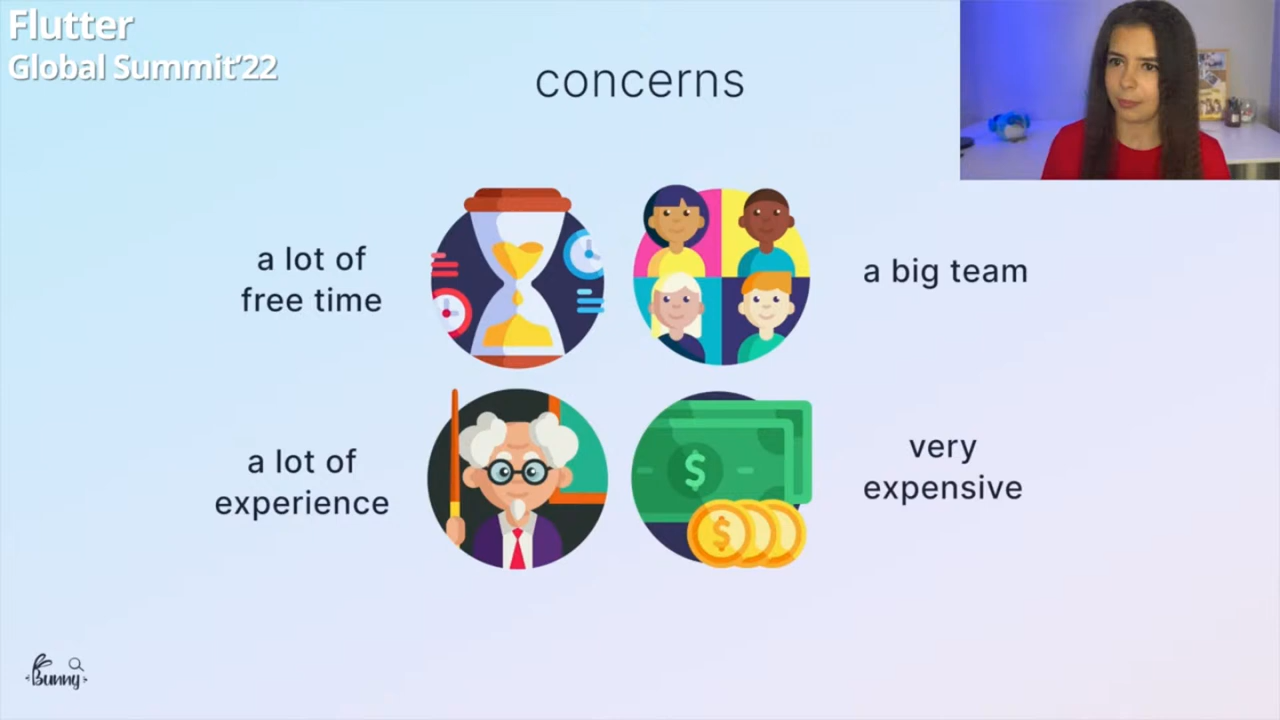 Flutter
Global Summit'22
concerns
a lot of
free time
a big team
a lot of
experience
very
expensive
Bunny